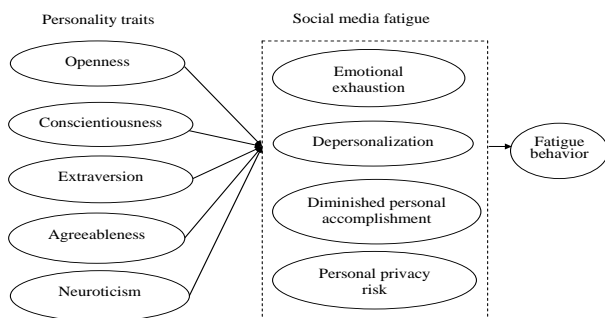 Personality traits
Openness
Conscientiousness
Extraversion
Agreeableness
Neuroticism
Social media fatigue
Emotional
exhaustion
Depersonalization
Diminished personal
accomplishment
Personal privacy
risk
Fatigue
behavior